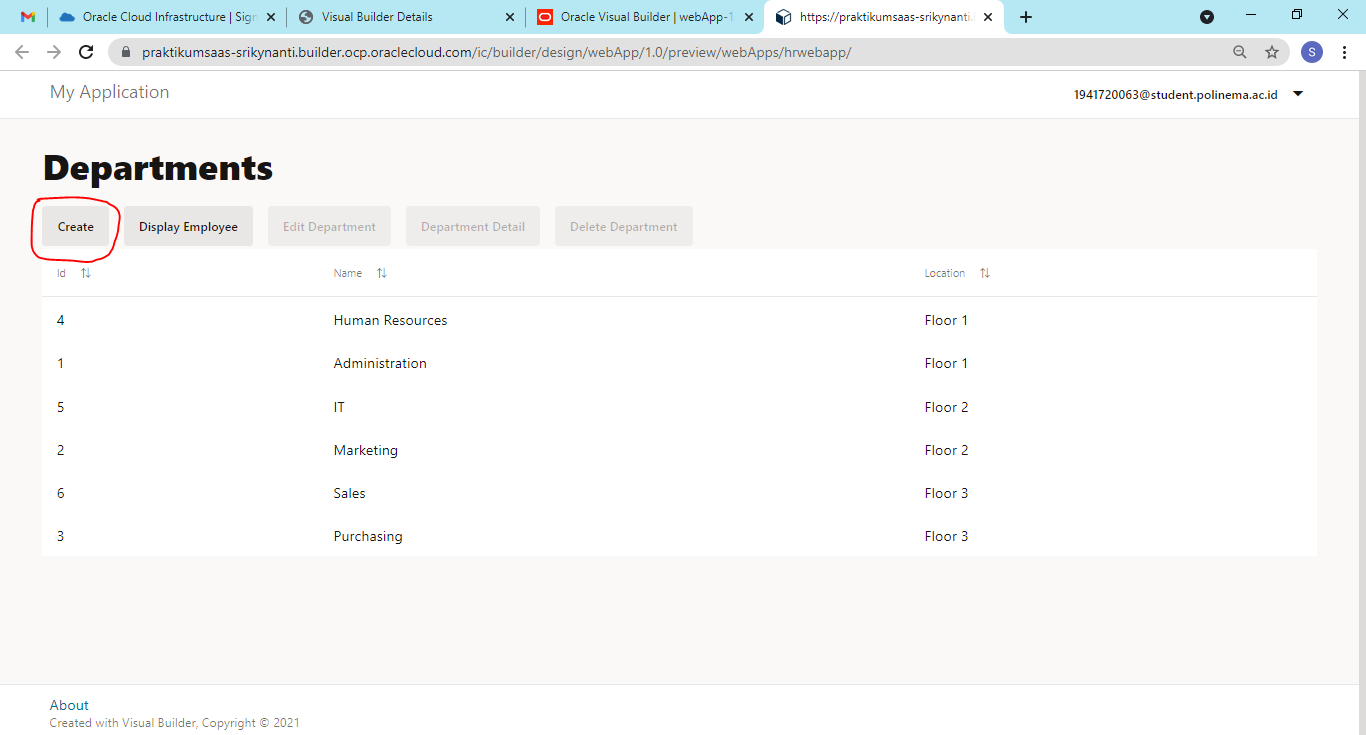 Oracle Cloud Infrastructure | Sign
Visual Builder Details
Oracle Visual Builder | webApp-1
https://praktikumsaas-srikynanti.
praktikumsaas-srikynanti.builder.ocp.oraclecloud.com/ic/builder/design/webApp/1.0/preview/webApps/hrwebapp/
S
My Application
1941720063@student.polinema.ac.id
Departments
Create
Display Employee
Edit Department
Department Detail
Delete Department
Id
Name
Location
4 Human Resources Floor 1
1 Administration Floor 1
5 IT Floor 2
2 Marketing Floor 2
6 Sales Floor 3
3 Purchasing Floor 3
About
Created with Visual Builder, Copyright © 2021